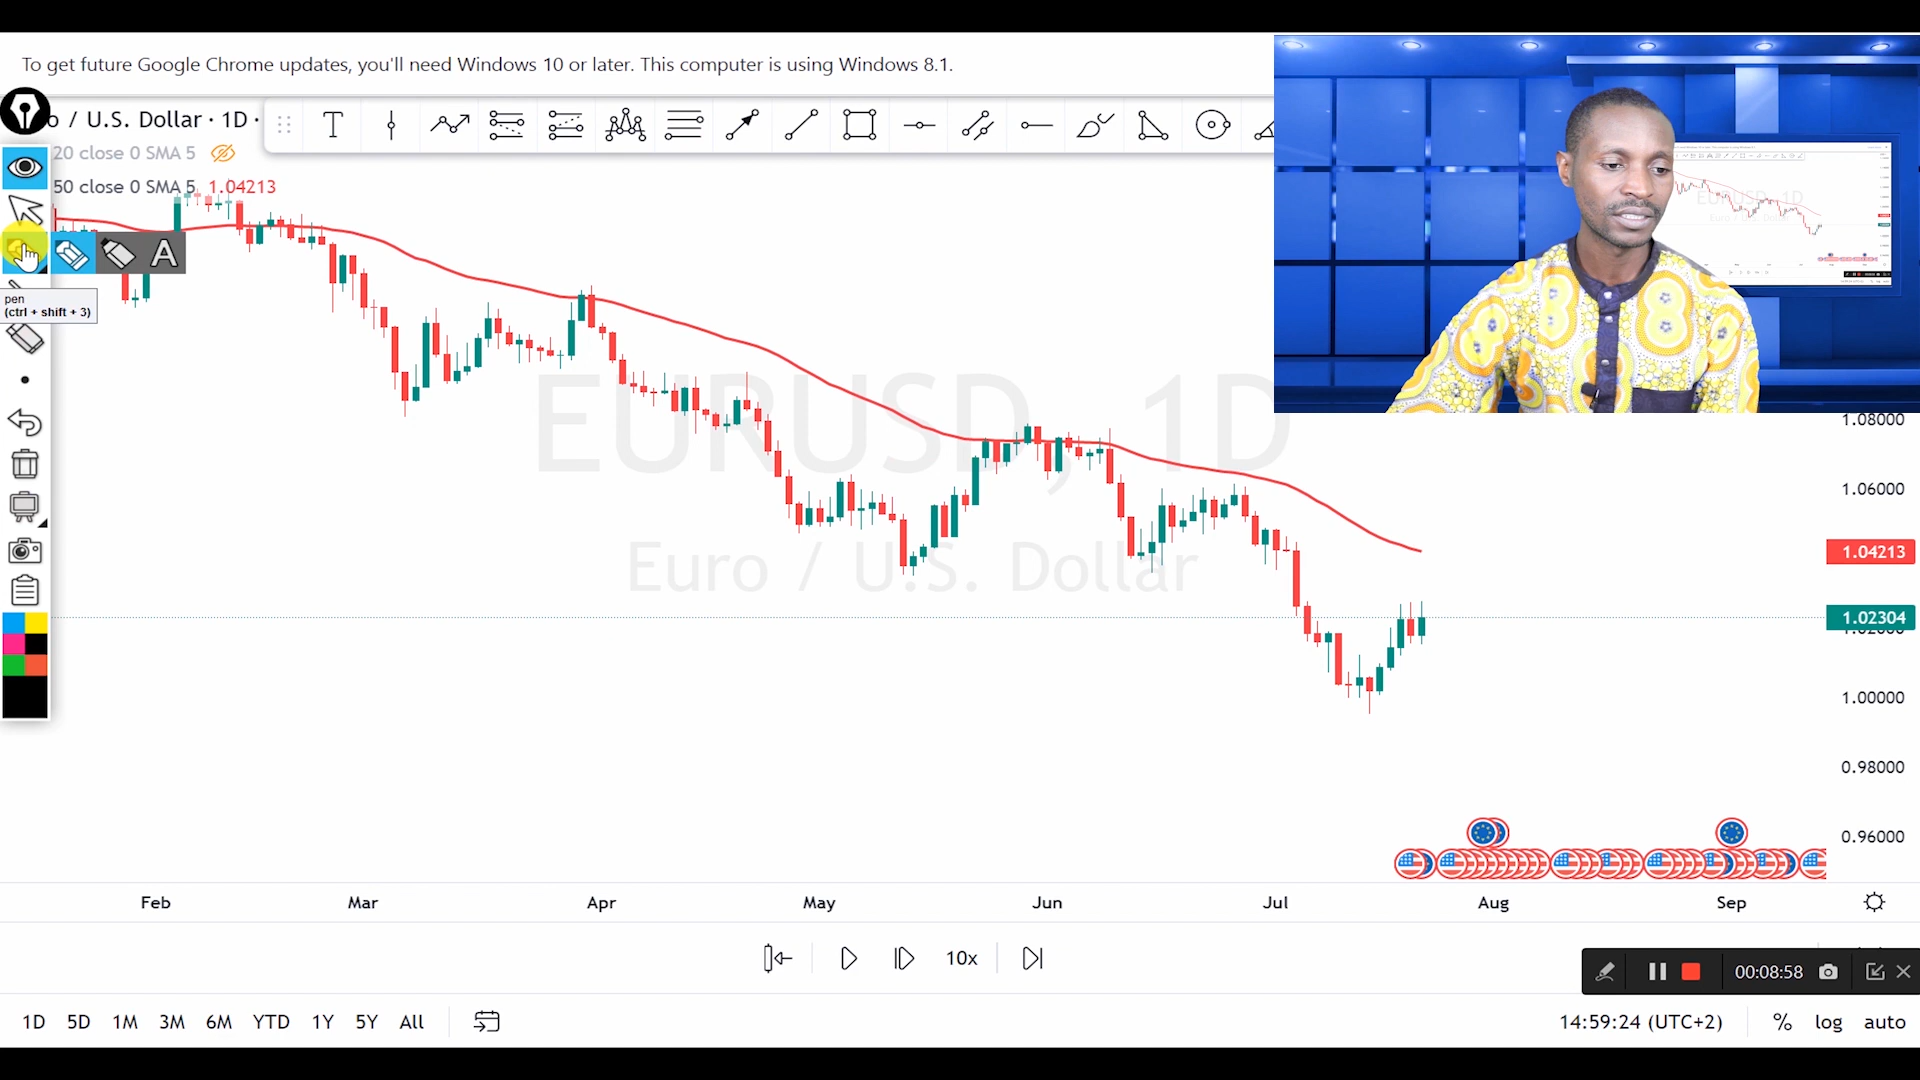 To get future Google Chrome updates, you'll need Windows 10 or later. This computer is using Windows 8.1.
o / U.S. Dollar · 1D ·
20 close 0 SMA 5
50 close 0 SMA 5 1.04213
A
pen
(ctrl + shift + 3)
EURUSD, 1D
Euro / U.S. Dollar
1.08000
1.06000
1.04213
1.02304
1.00000
0.98000
0.96000
Feb Mar Apr May Jun Jul Aug Sep
10x
00:08:58
1D 5D 1M 3M 6M YTD 1Y 5Y All
14:59:24 (UTC+2) % log auto